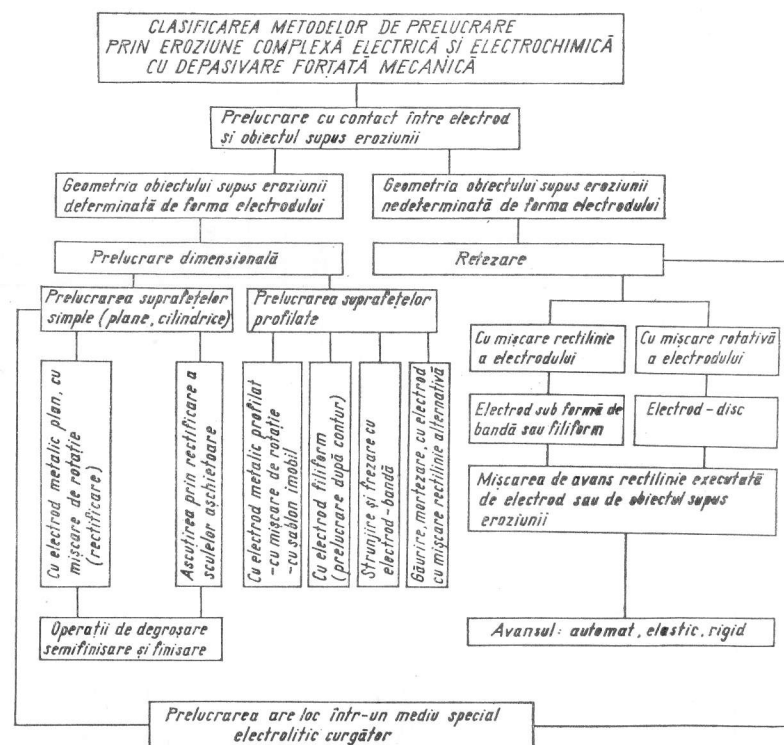 CLASIFICAREA METODELOR DE PRELUCRARE
PRIN EROZIUNE COMPLEXĂ ELECTRICĂ ȘI ELECTROCHIMICĂ
CU DEPASIVARE FORȚATĂ MECANICĂ
Prelucrare cu contact între electrod
și obiectul supus eroziunii
Geometria obiectului supus eroziunii
determinată de forma electrodului
Geometria obiectului supus eroziunii
nedeterminată de forma electrodului
Prelucrare dimensională
Retezare
Prelucrarea suprafețelor
simple (plane, cilindrice)
Prelucrarea suprafețelor
profilate
Cu mișcare rectilinie
a electrodului
Cu mișcare rotativă
a electrodului
Cu electrod metalic plan, cu
mișcare de rotație
(rectificare)
Ascuțirea prin rectificare a
sculelor așchietoare
Cu electrod metalic profilat
-cu mișcare de rotație
-cu sablon imobil
Cu electrod filiform
(prelucrare după contur)
Strunjire și frezare cu
electrod-bandă
Găurire, mortezare, cu electrod
cu mișcare rectilinie alternativă
Electrod sub formă de
bandă sau filiform
Electrod-disc
Mișcarea de avans rectilinie executată
de electrod sau de obiectul supus
eroziunii
Operații de degroșare
semifinisare și finisare
Avansul: automat, elastic, rigid
Prelucrarea are loc într-un mediu special
electrolitic curgător